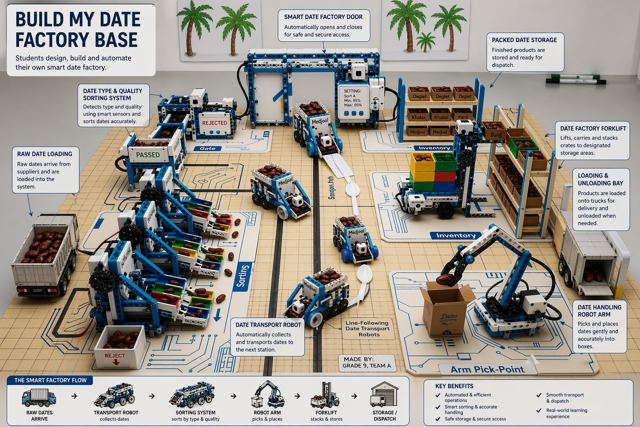 BUILD MY DATE
FACTORY BASE
Students design, build and automate
their own smart date factory.
SMART DATE FACTORY DOOR
Automatically opens and closes
for safe and secure access.
PACKED DATE STORAGE
Finished products are
stored and ready for
dispatch.
DATE TYPE & QUALITY
SORTING SYSTEM
Detects type and quality
using smart sensors and
sorts dates accurately.
REJECTED
PASSED
Gate
SETTING:
Sort A
Medjool
Inventory
DATE FACTORY FORKLIFT
Lifts, carries and stacks
crates to designated
storage areas.
RAW DATE LOADING
Raw dates arrive from
suppliers and are loaded
into the system.
LOADING &
UNLOADING BAY
Products are loaded
onto trucks for
delivery and
unloaded when
needed.
Inventory
Sorting
Line-Following
Date Transport
Robots
DATE TRANSPORT ROBOT
Automatically collects
and transports dates to the
next station.
DATE HANDLING
ROBOT ARM
Picks and places
dates gently and
accurately into
boxes.
Dates
REJECT
MADE BY:
GRADE 9, TEAM A
Arm Pick-Point
THE SMART FACTORY FLOW
RAW DATES
ARRIVE
TRANSPORT ROBOT
collects dates
SORTING SYSTEM
sorts by type & quality
ROBOT ARM
picks & places
FORKLIFT
stacks & stores
STORAGE /
DISPATCH
KEY BENEFITS
Automated & efficient
operations
Smart sorting & accurate
handling
Safe storage & secure access
Smooth transport
& dispatch
Real-world learning
experience